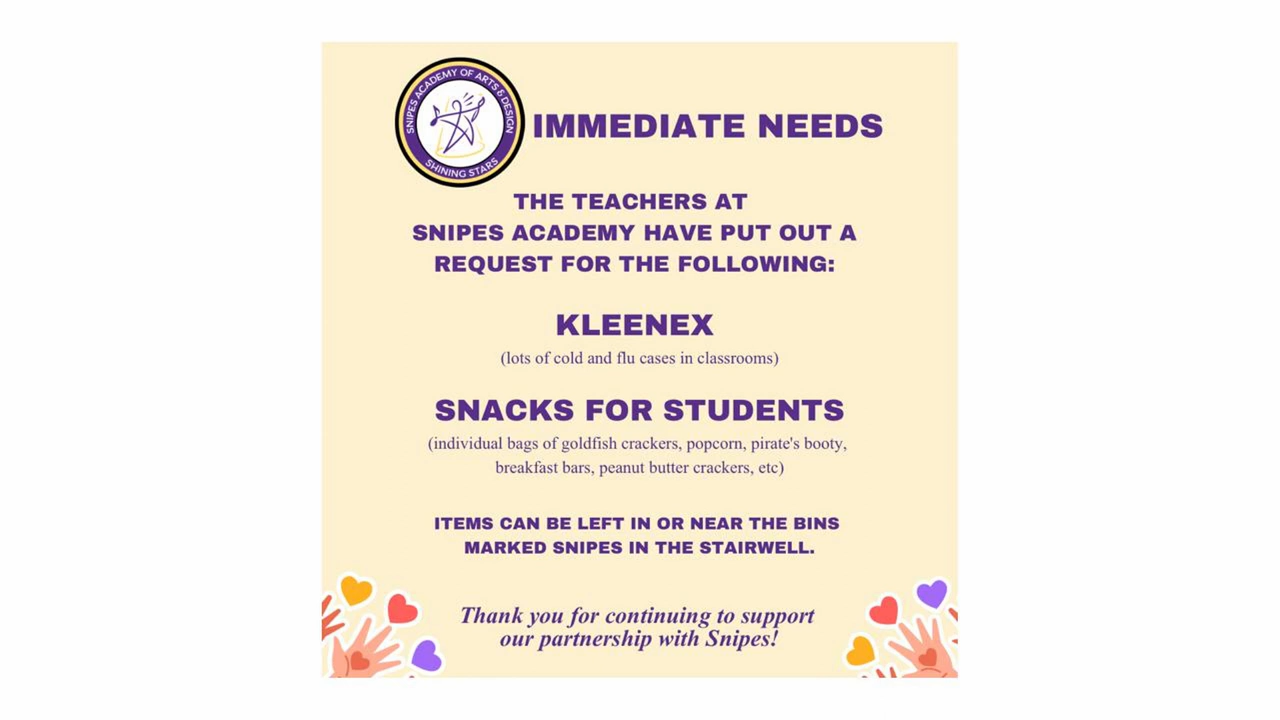 SNIPES ACADEMY OF ARTS & DESIGN
SHINING STARS
IMMEDIATE NEEDS
THE TEACHERS AT
SNIPES ACADEMY HAVE PUT OUT A
REQUEST FOR THE FOLLOWING:
KLEENEX
(lots of cold and flu cases in classrooms)
SNACKS FOR STUDENTS
(individual bags of goldfish crackers, popcorn, pirate's booty,
breakfast bars, peanut butter crackers, etc)
ITEMS CAN BE LEFT IN OR NEAR THE BINS
MARKED SNIPES IN THE STAIRWELL.
Thank you for continuing to support
our partnership with Snipes!